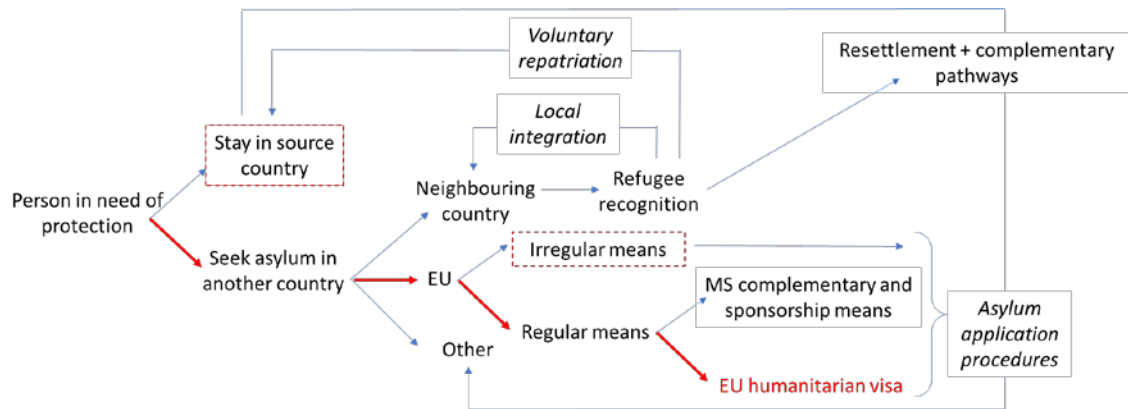 Voluntary
repatriation
Resettlement + complementary
pathways
Local
integration
Stay in source
country
Neighbouring
country
Refugee
recognition
Person in need of
protection
Irregular means
Seek asylum in
another country
EU
MS complementary and
sponsorship means
Asylum
application
procedures
Regular means
Other
EU humanitarian visa